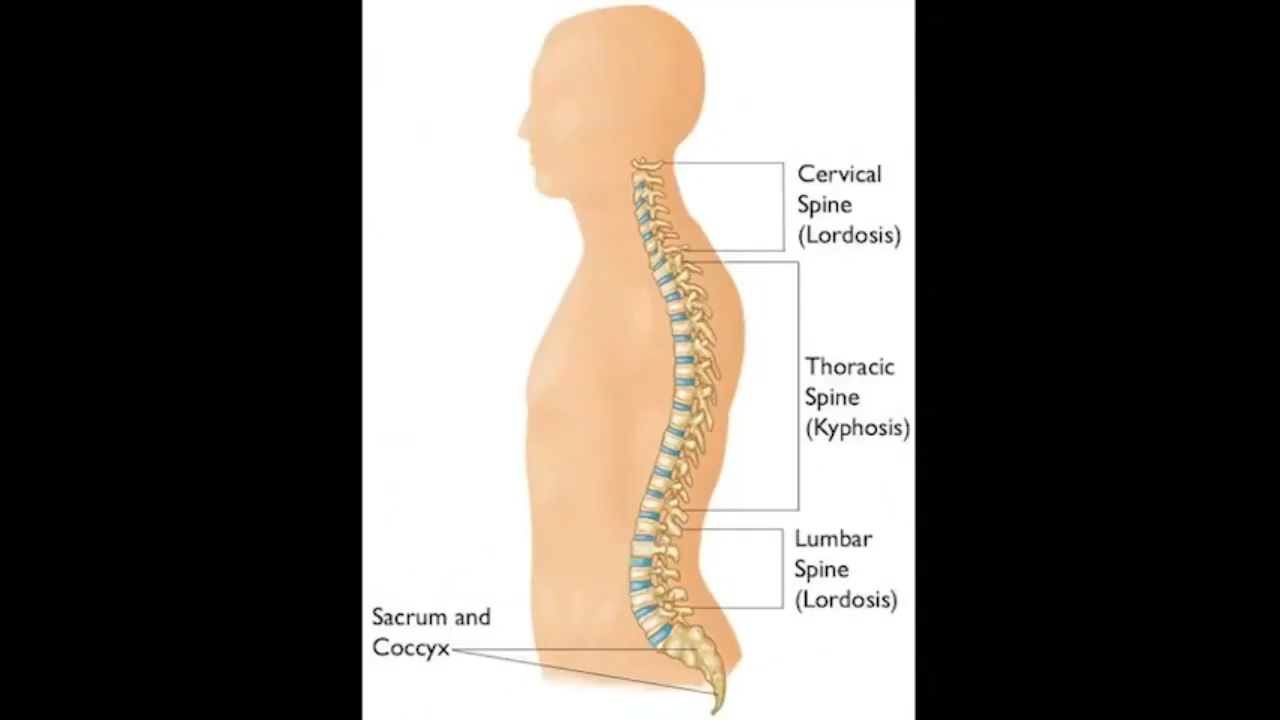 Cervical
Spine
(Lordosis)
Thoracic
Spine
(Kyphosis)
Lumbar
Spine
(Lordosis)
Sacrum and
Coccyx